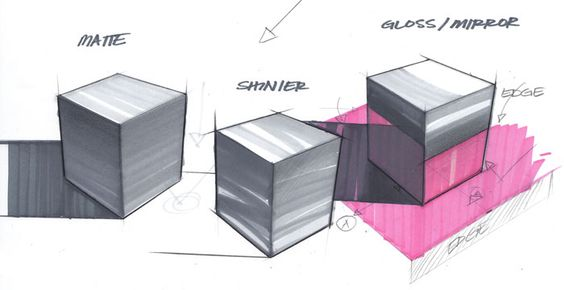 MATTE
SHINIER
GLOSS/MIRROR
EDGE
X
EDGE